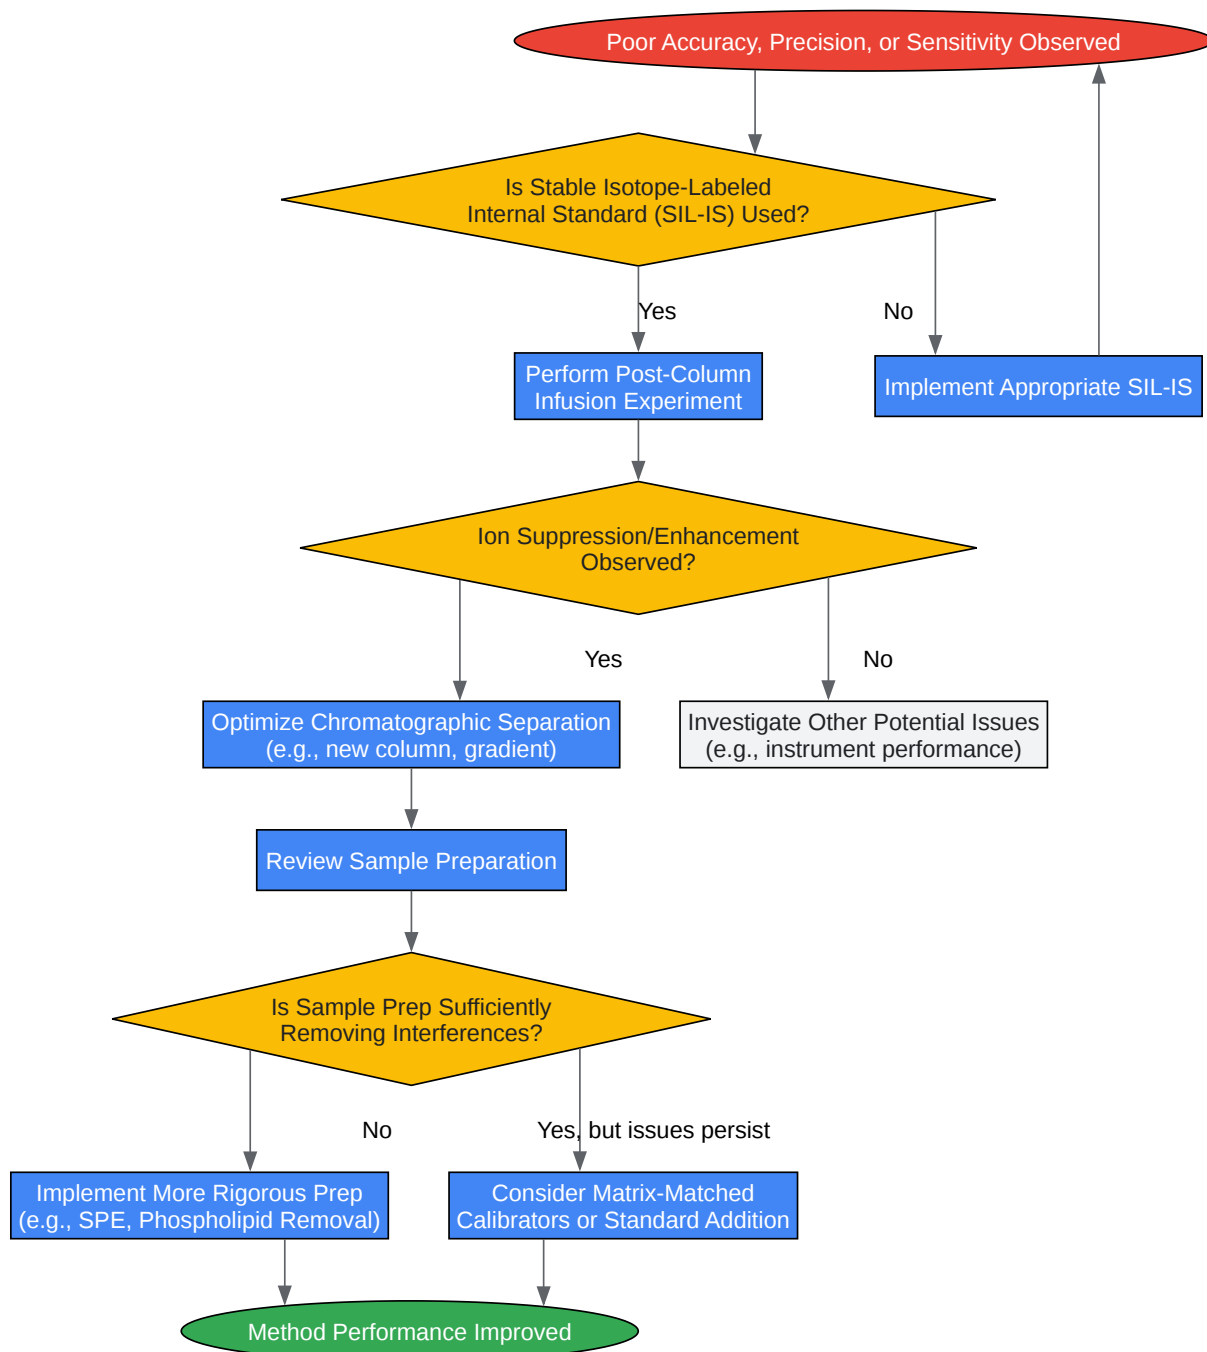 Poor Accuracy, Precision, or Sensitivity Observed
Is Stable Isotope-Labeled
Internal Standard (SIL-IS) Used?
Yes
No
Perform Post-Column
Infusion Experiment
Implement Appropriate SIL-IS
Ion Suppression/Enhancement
Observed?
Yes
No
Optimize Chromatographic Separation
(e.g., new column, gradient)
Investigate Other Potential Issues
(e.g., instrument performance)
Review Sample Preparation
Is Sample Prep Sufficiently
Removing Interferences?
No
Yes, but issues persist
Implement More Rigorous Prep
(e.g., SPE, Phospholipid Removal)
Consider Matrix-Matched
Calibrators or Standard Addition
Method Performance Improved